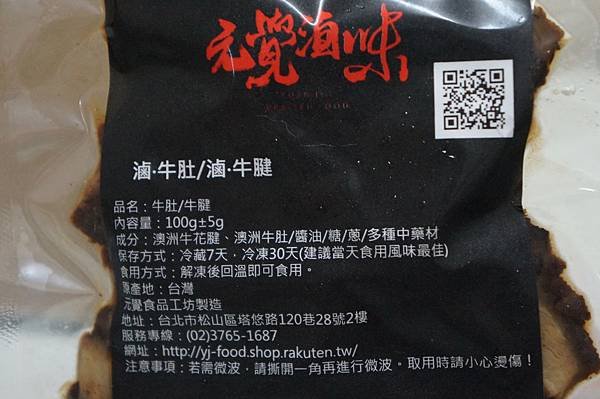 元覺滷味
BRAISED FOOD
滷·牛肚/滷·牛腱
品名：牛肚/牛腱
內容量：100g±5g
成分：澳洲牛花腱、澳洲牛肚/醬油/糖/蔥/多種中藥材
保存方式：冷藏7天，冷凍30天(建議當天食用風味最佳)
食用方式：解凍後回溫即可食用。
原產地：台灣
元覺食品工坊製造
地址：台北市松山區塔悠路120巷28號2樓
服務專線：(02)3765-1687
網址：http://yj-food.shop.rakuten.tw/
注意事項：若需微波，請撕開一角再進行微波。取用時請小心燙傷！